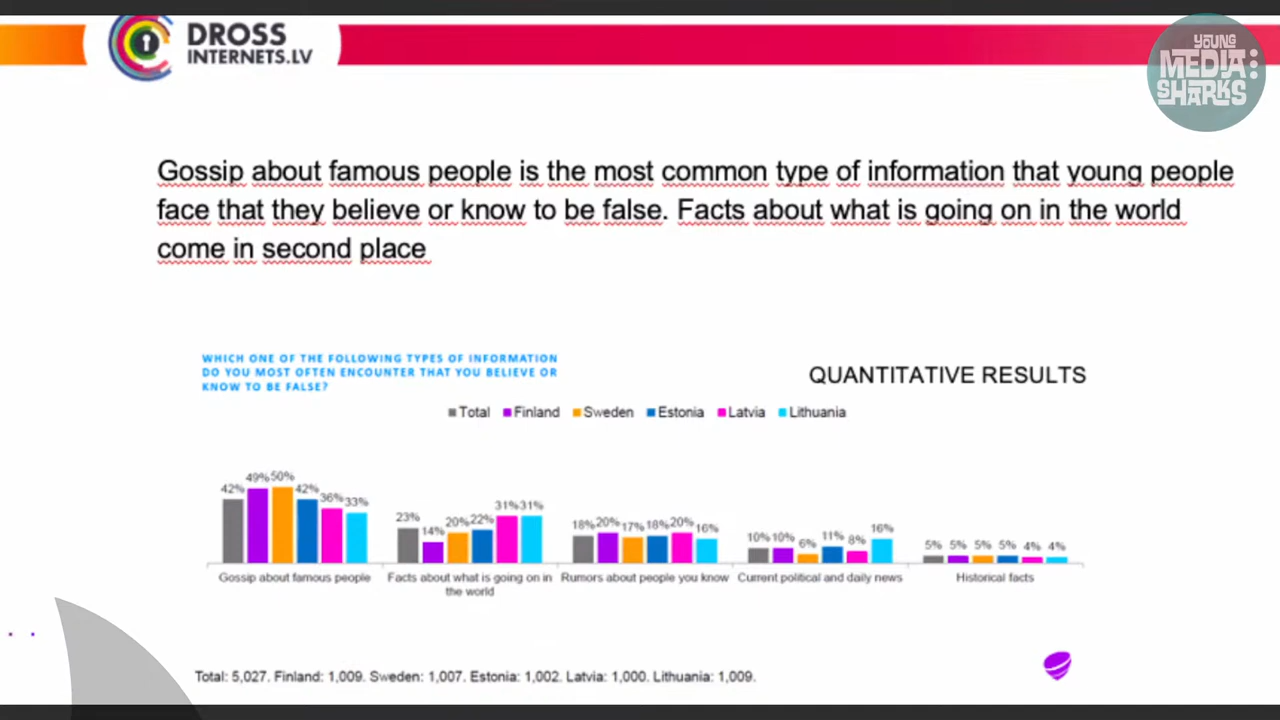 DROSS
INTERNETS.LV
YOUNG
MEDIA:
SHARKS
Gossip about famous people is the most common type of information that young people
face that they believe or know to be false. Facts about what is going on in the world
come in second place
WHICH ONE OF THE FOLLOWING TYPES OF INFORMATION
DO YOU MOST OFTEN ENCOUNTER THAT YOU BELIEVE OR
KNOW TO BE FALSE?
QUANTITATIVE RESULTS
Total Finland Sweden Estonia Latvia Lithuania
42% 49% 50% 42% 36% 33%
23% 14% 20% 22% 31% 31%
18% 20% 17% 18% 20% 16%
10% 10% 6% 11% 8% 16%
5% 5% 5% 5% 4% 4%
Gossip about famous people
Facts about what is going on in
the world
Rumors about people you know
Current political and daily news
Historical facts
Total: 5,027. Finland: 1,009. Sweden: 1,007. Estonia: 1,002. Latvia: 1,000. Lithuania: 1,009.